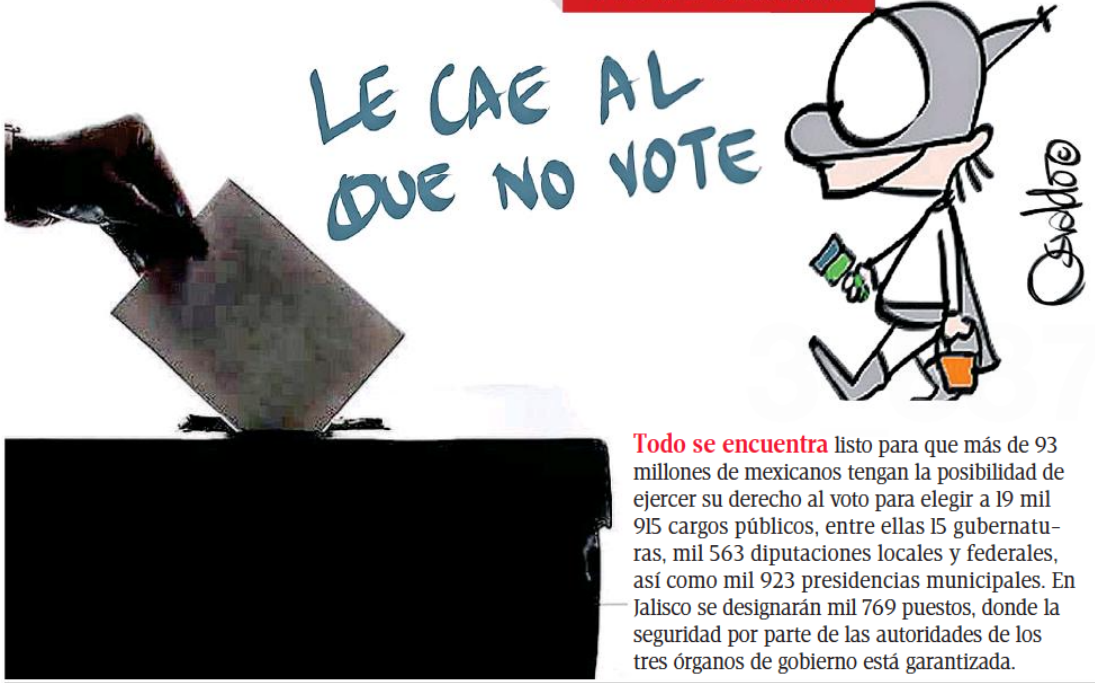 LE CAE AL
QUE NO VOTE
Osvaldo©
Todo se encuentra listo para que más de 93
millones de mexicanos tengan la posibilidad de
ejercer su derecho al voto para elegir a 19 mil
915 cargos públicos, entre ellas 15 gubernatu-
ras, mil 563 diputaciones locales y federales,
así como mil 923 presidencias municipales. En
Jalisco se designarán mil 769 puestos, donde la
seguridad por parte de las autoridades de los
tres órganos de gobierno está garantizada.